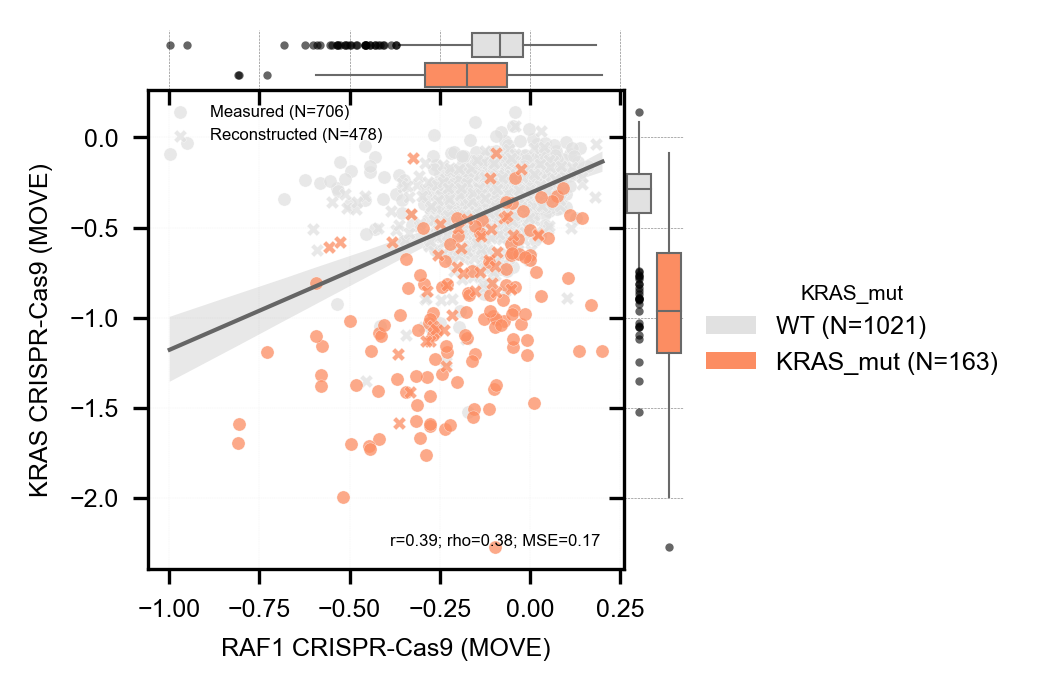 Measured (N=706)
Reconstructed (N=478)
0.0
−0.5
−1.0
−1.5
−2.0
KRAS CRISPR-Cas9 (MOVE)
r=0.39; rho=0.38; MSE=0.17
−1.00
−0.75
−0.50
−0.25
0.00
0.25
RAF1 CRISPR-Cas9 (MOVE)
KRAS_mut
WT (N=1021)
KRAS_mut (N=163)